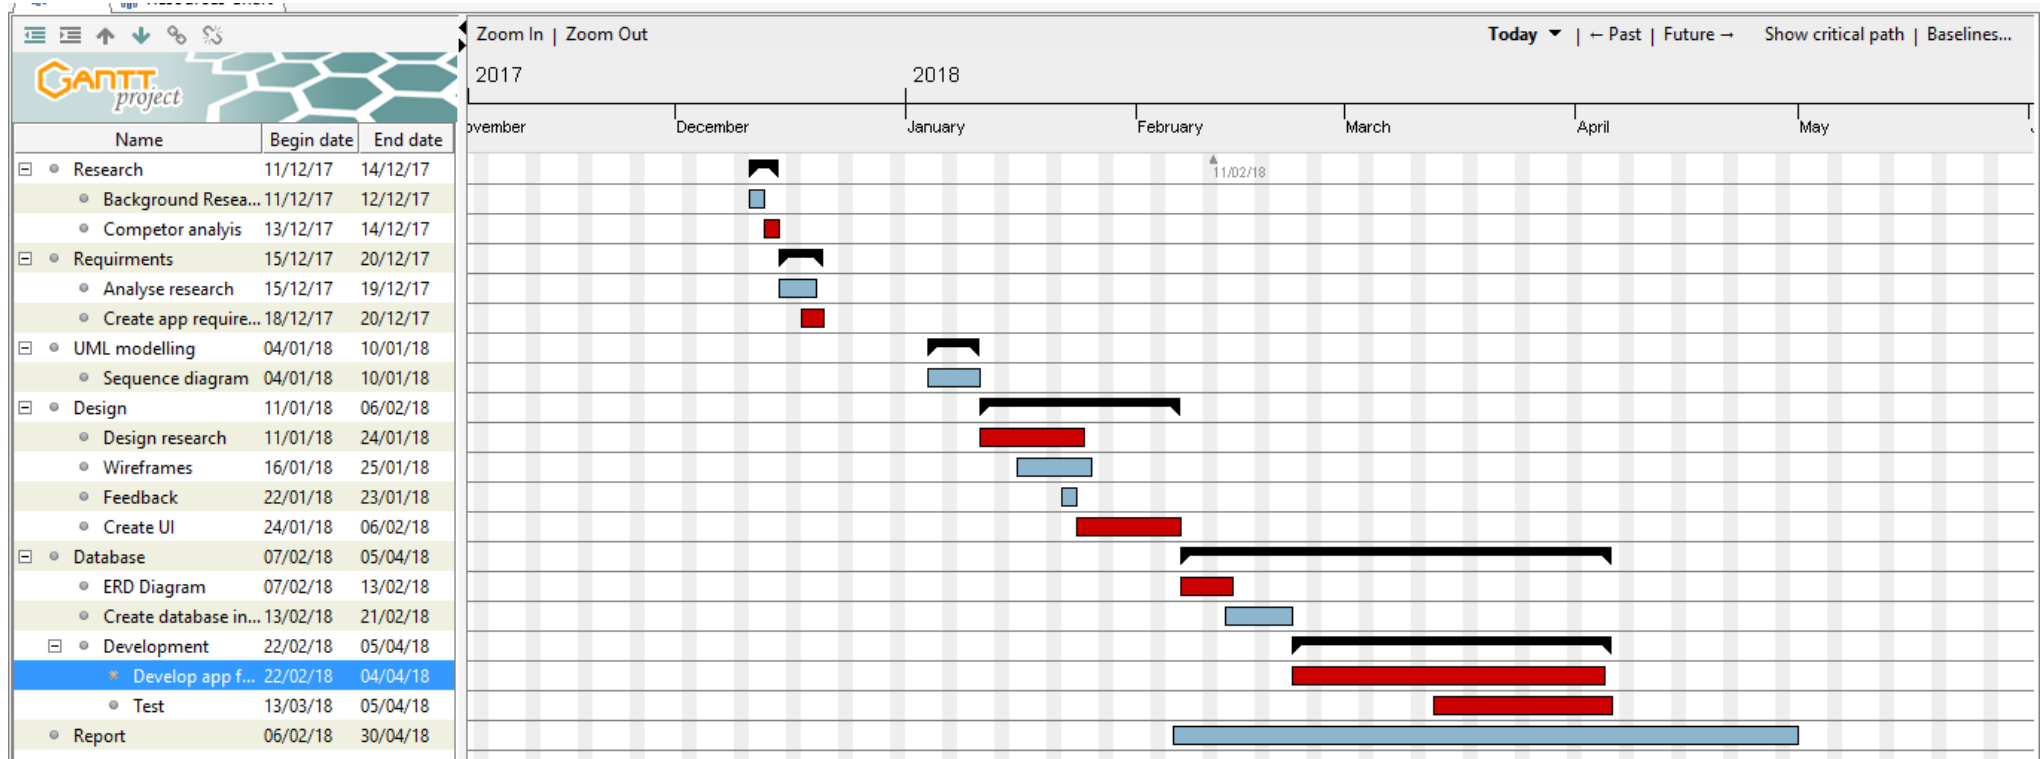 Zoom In | Zoom Out
Today ▼ | ← Past | Future → Show critical path | Baselines...
GANTT
project
2017 2018
ovember December January February March April May
Name Begin date End date
11/02/18
Research 11/12/17 14/12/17
Background Resea... 11/12/17 12/12/17
Competor analyis 13/12/17 14/12/17
Requirments 15/12/17 20/12/17
Analyse research 15/12/17 19/12/17
Create app require... 18/12/17 20/12/17
UML modelling 04/01/18 10/01/18
Sequence diagram 04/01/18 10/01/18
Design 11/01/18 06/02/18
Design research 11/01/18 24/01/18
Wireframes 16/01/18 25/01/18
Feedback 22/01/18 23/01/18
Create UI 24/01/18 06/02/18
Database 07/02/18 05/04/18
ERD Diagram 07/02/18 13/02/18
Create database in... 13/02/18 21/02/18
Development 22/02/18 05/04/18
Develop app f... 22/02/18 04/04/18
Test 13/03/18 05/04/18
Report 06/02/18 30/04/18